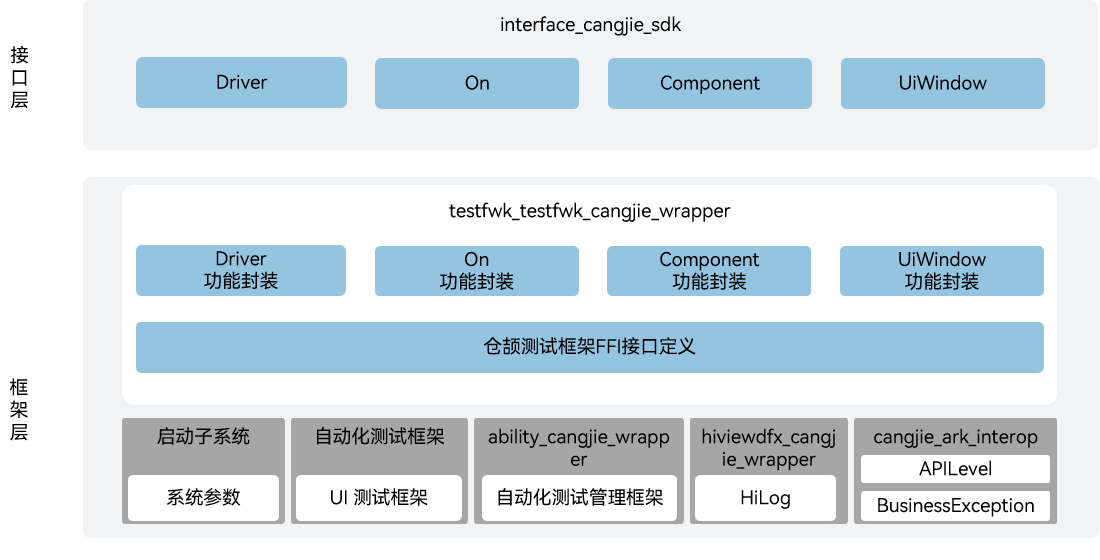 接
口
层
interface_cangjie_sdk
Driver
On
Component
UiWindow
框
架
层
testfwk_testfwk_cangjie_wrapper
Driver
功能封装
On
功能封装
Component
功能封装
UiWindow
功能封装
仓颉测试框架FFI接口定义
启动子系统
系统参数
自动化测试框架
UI 测试框架
ability_cangjie_wrapp
er
自动化测试管理框架
hiviewdfx_cangj
ie_wrapper
HiLog
cangjie_ark_interop
APILevel
BusinessException